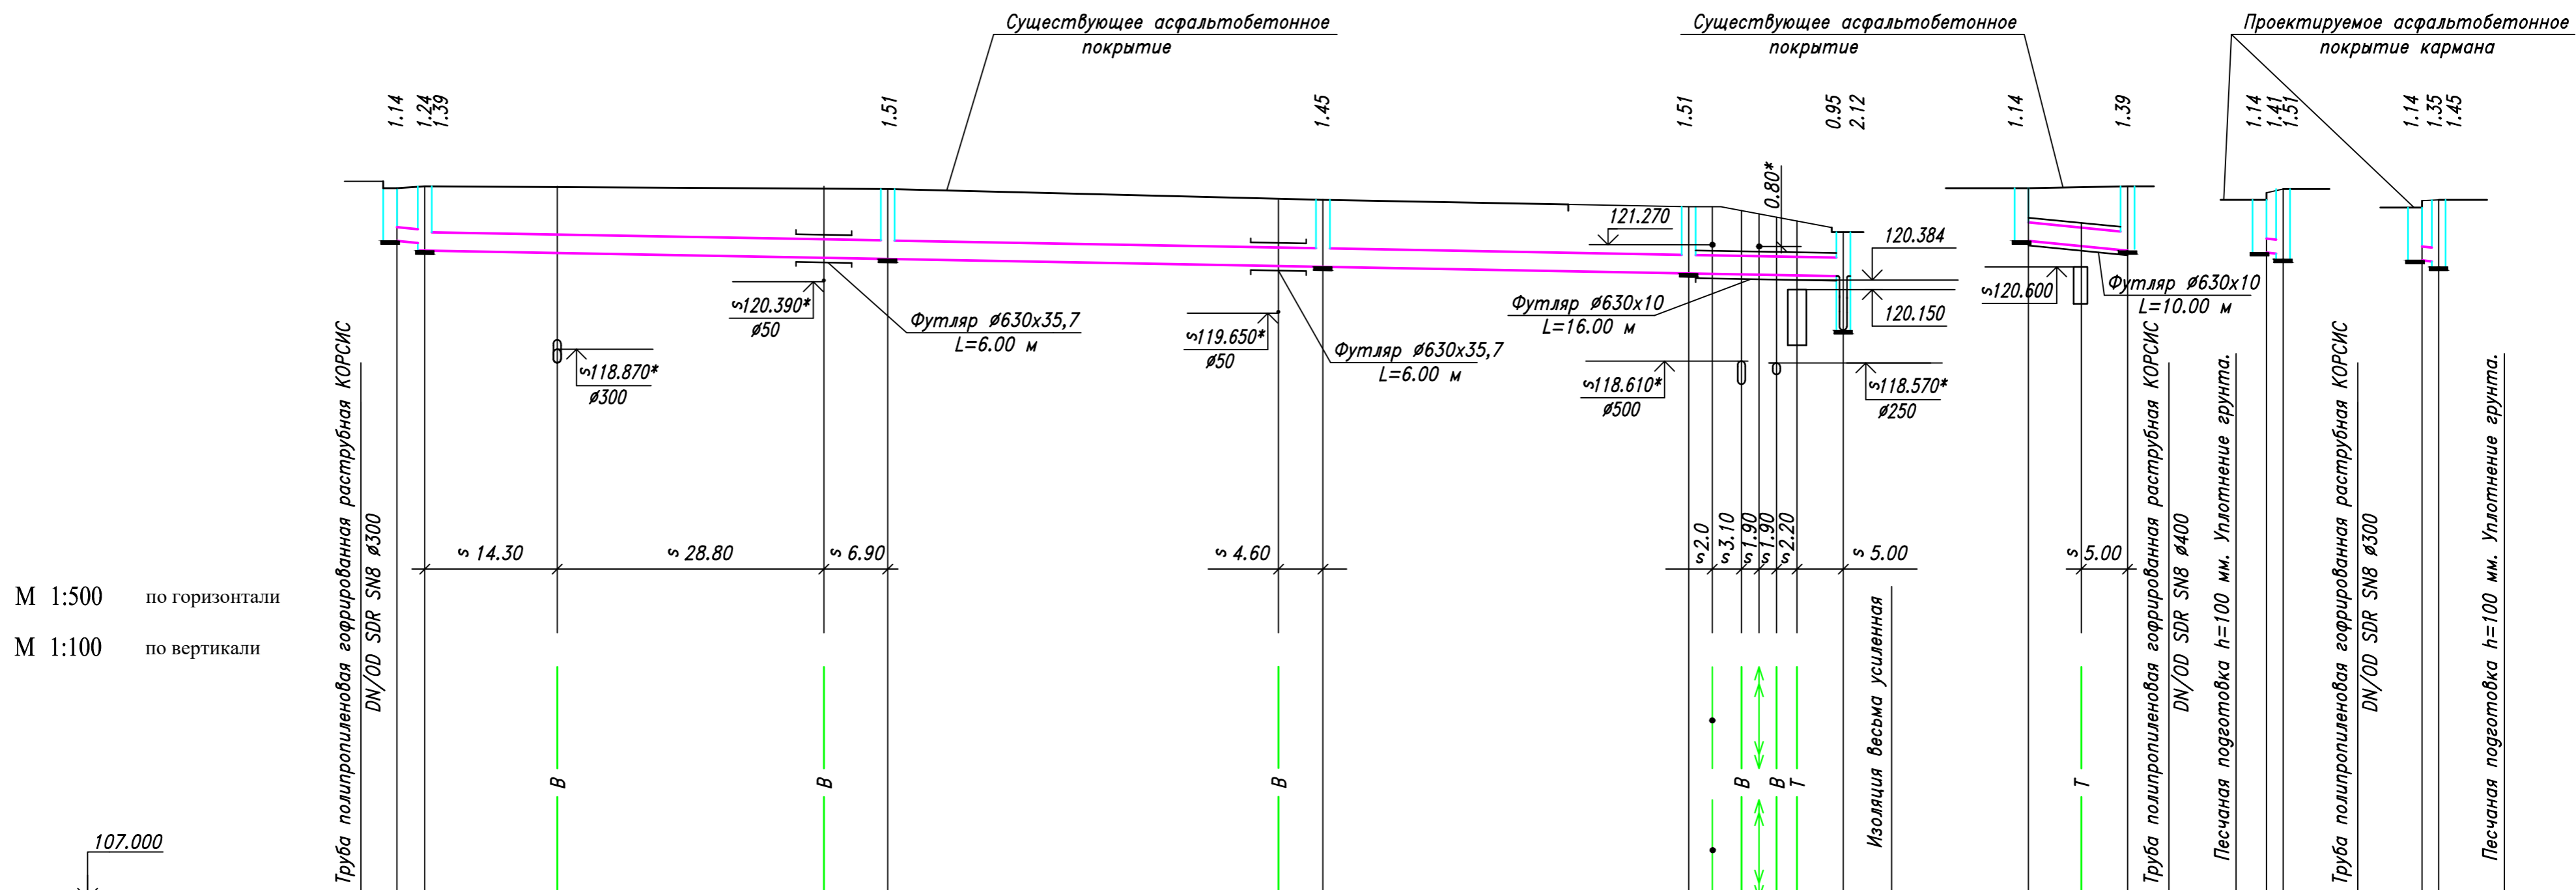 Существующее асфальтобетонное
покрытие
Существующее асфальтобетонное
покрытие
Проектируемое асфальтобетонное
покрытие кармана
1.14
1.24
1.39
1.51
1.45
1.51
0.95
2.12
1.14
1.39
1.14
1.41
1.51
1.14
1.35
1.45
0.80*
121.270
120.384
120.150
s120.390*
ø50
Футляр ø630х35,7
L=6.00 м
s118.870*
ø300
s119.650*
ø50
Футляр ø630х35,7
L=6.00 м
Футляр ø630х10
L=16.00 м
s118.610*
ø500
s118.570*
ø250
s120.600
Футляр ø630х10
L=10.00 м
s 14.30
s 28.80
s 6.90
s 4.60
s 2.0
s 3.10
s 1.90
s 1.90
s 2.20
s 5.00
s 5.00
М 1:500 по горизонтали
М 1:100 по вертикали
107.000
Труба полипропиленовая гофрированная раструбная КОРСИС
DN/OD SDR SN8 ø300
В
В
В
В
В
Т
Изоляция весьма усиленная
Т
Труба полипропиленовая гофрированная раструбная КОРСИС
DN/OD SDR SN8 ø400
Песчаная подготовка h=100 мм. Уплотнение грунта.
Труба полипропиленовая гофрированная раструбная КОРСИС
DN/OD SDR SN8 ø300
Песчаная подготовка h=100 мм. Уплотнение грунта.